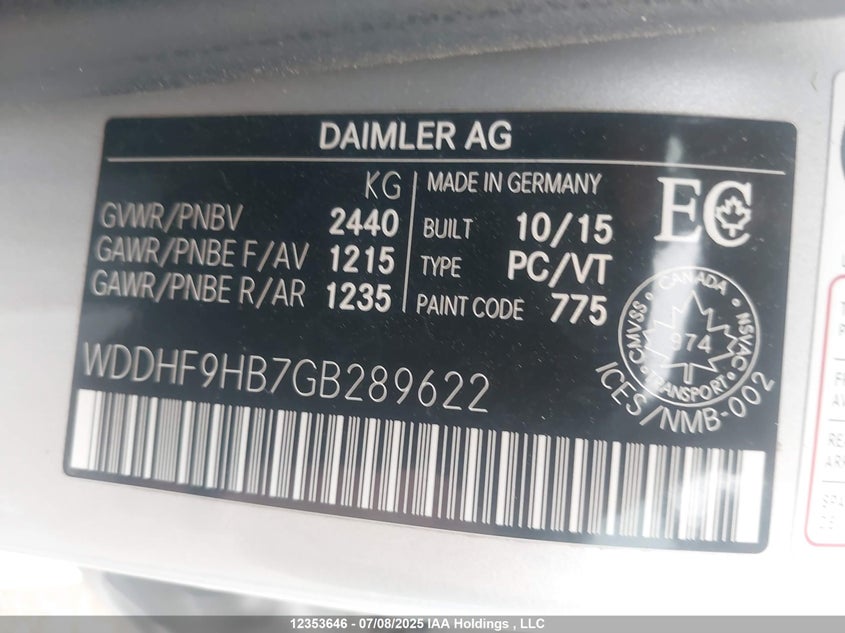 DAIMLER AG
KG
GVWR/PNBV 2440
GAWR/PNBE F/AV 1215
GAWR/PNBE R/AR 1235
MADE IN GERMANY
BUILT 10/15
TYPE PC/VT
PAINT CODE 775
EC
CANADA
CMVSS 974 NSVAC
TRANSPORT
ICES/NMB-002
WDDHF9HB7GB289622
12353646 - 07/08/2025 IAA Holdings , LLC